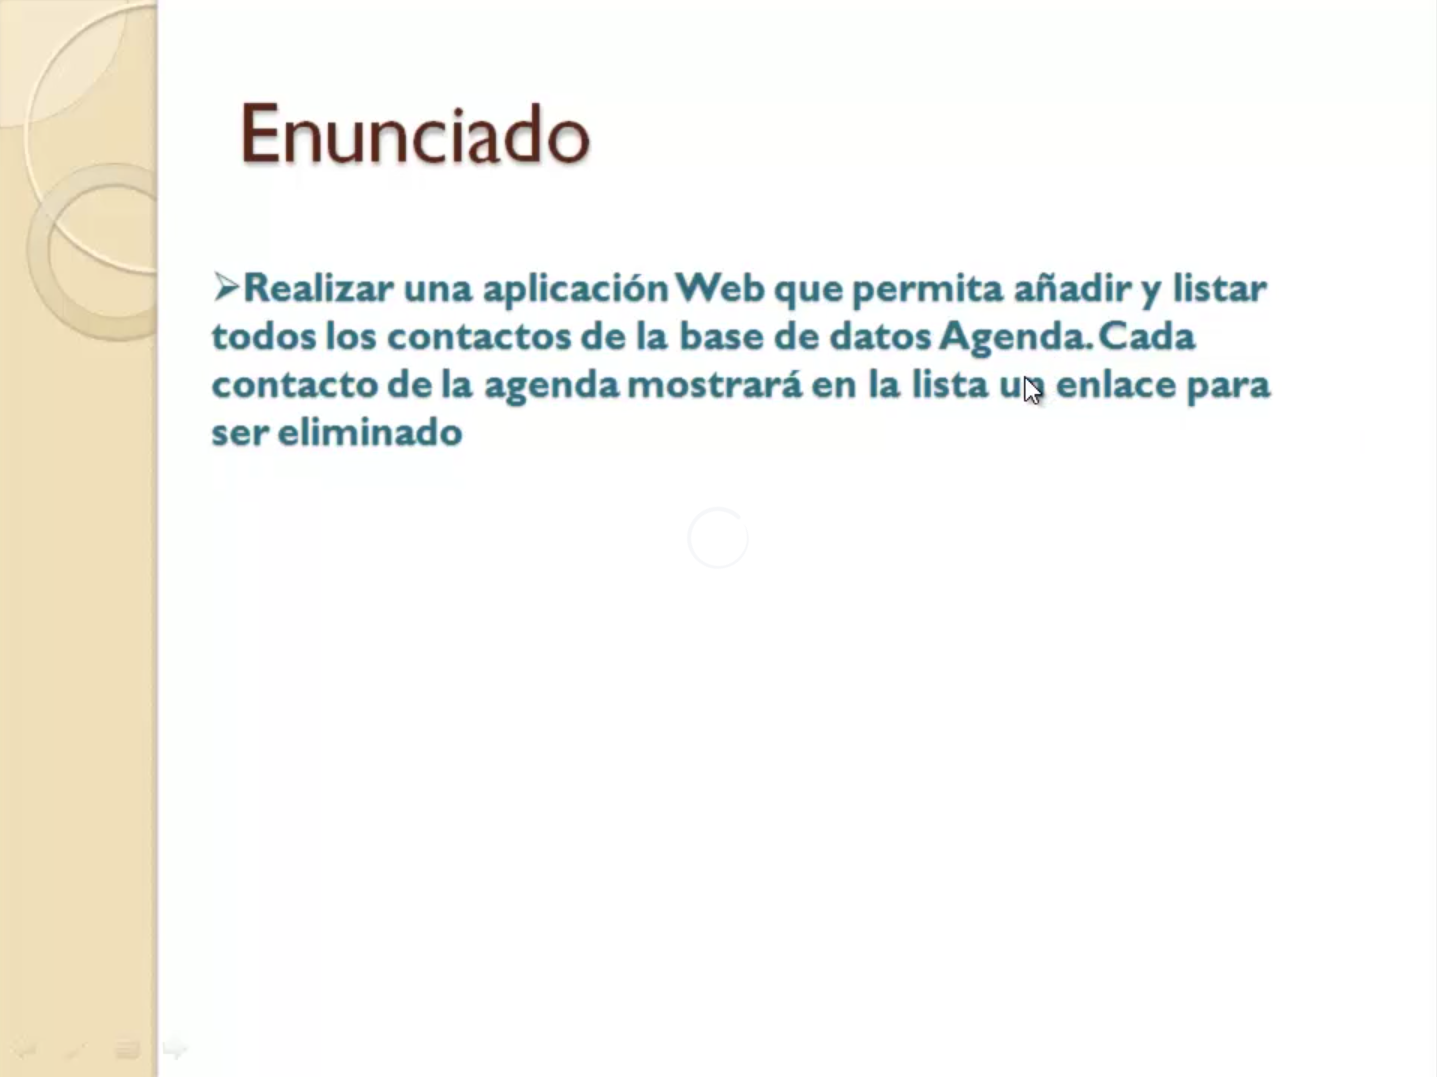 Enunciado
➢Realizar una aplicación Web que permita añadir y listar
todos los contactos de la base de datos Agenda. Cada
contacto de la agenda mostrará en la lista un enlace para
ser eliminado